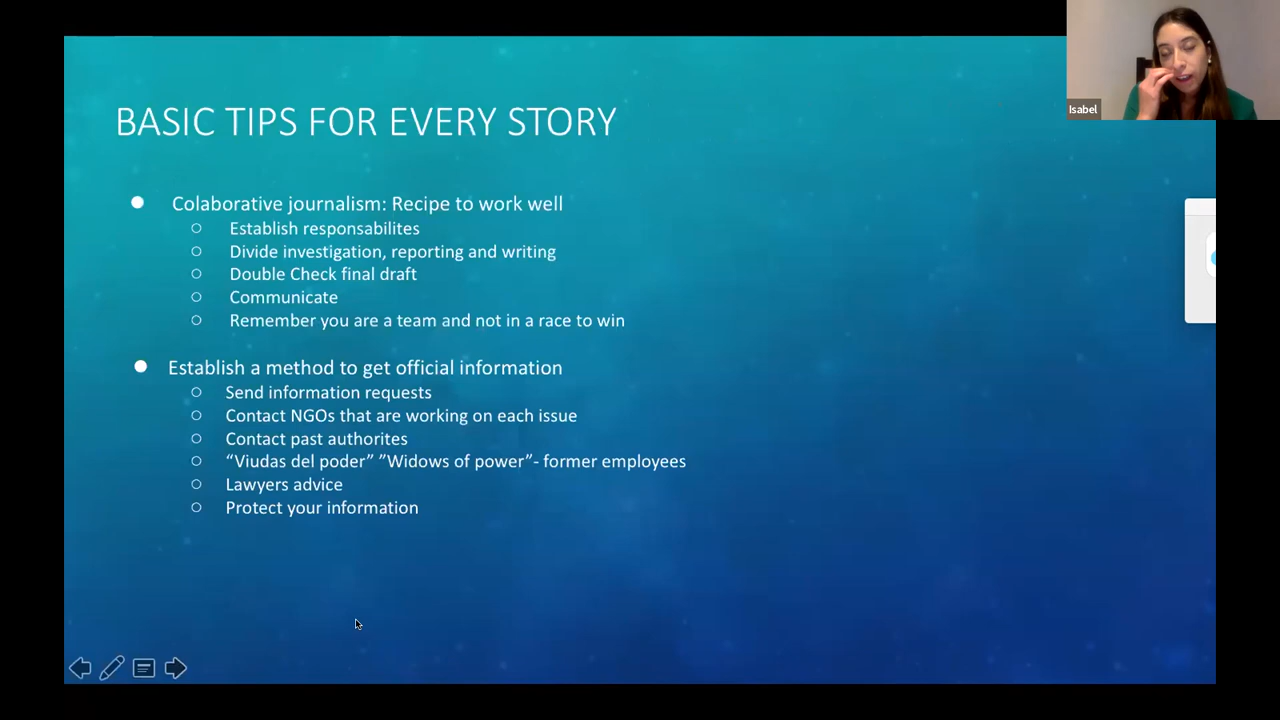 Isabel
BASIC TIPS FOR EVERY STORY
Colaborative journalism: Recipe to work well
Establish responsabilites
Divide investigation, reporting and writing
Double Check final draft
Communicate
Remember you are a team and not in a race to win
Establish a method to get official information
Send information requests
Contact NGOs that are working on each issue
Contact past authorites
“Viudas del poder” ”Widows of power”- former employees
Lawyers advice
Protect your information